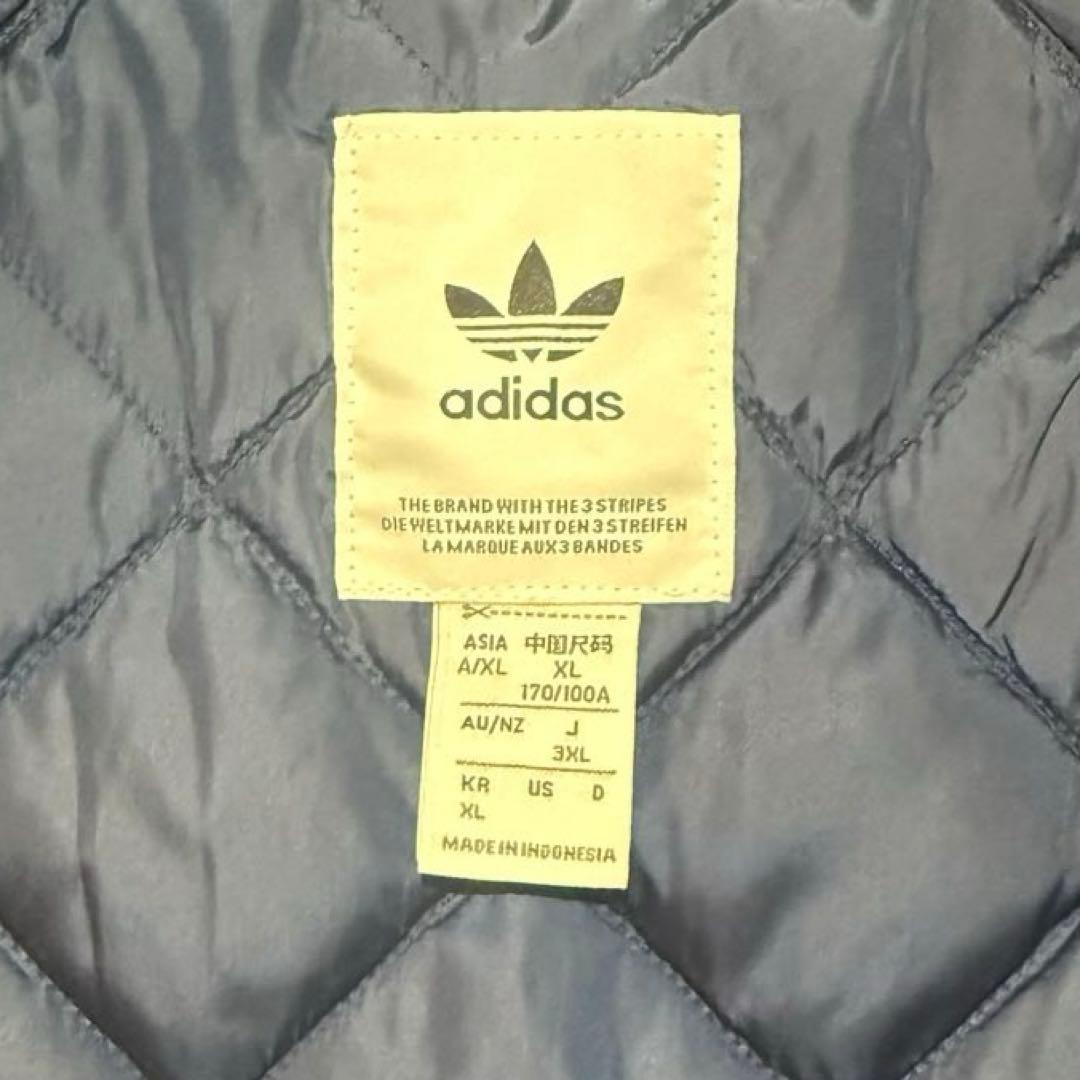 adidas
THE BRAND WITH THE 3 STRIPES
DIE WELTMARKE MIT DEN 3 STREIFEN
LA MARQUE AUX 3 BANDES
ASIA 中国尺码
A/XL XL
170/100A
AU/NZ J
3XL
KR US D
XL
MADE IN INDONESIA